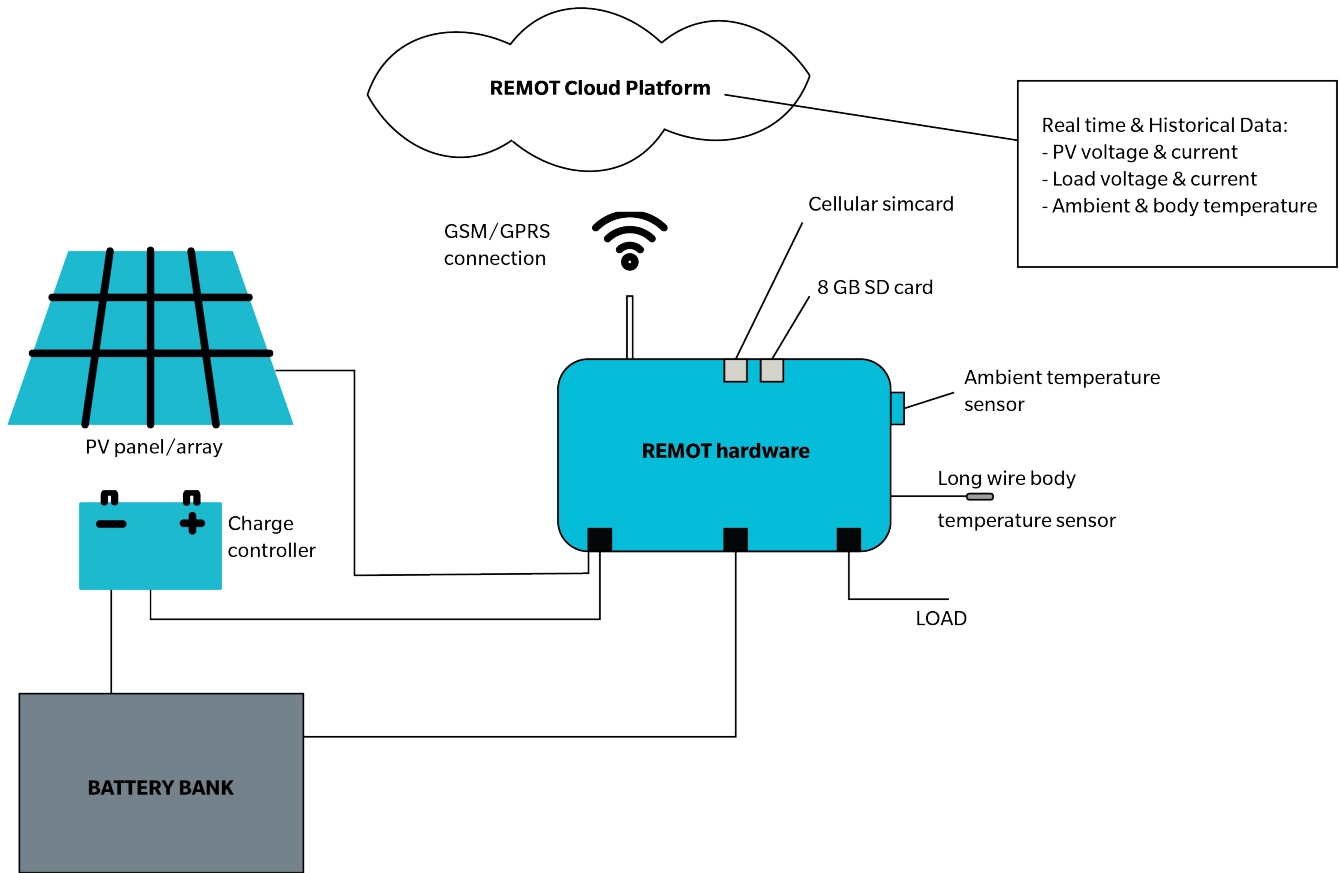 REMOT Cloud Platform
Real time & Historical Data:
- PV voltage & current
- Load voltage & current
- Ambient & body temperature
Cellular simcard
GSM/GPRS
connection
8 GB SD card
Ambient temperature
sensor
PV panel/array
REMOT hardware
Long wire body
temperature sensor
Charge
controller
LOAD
BATTERY BANK